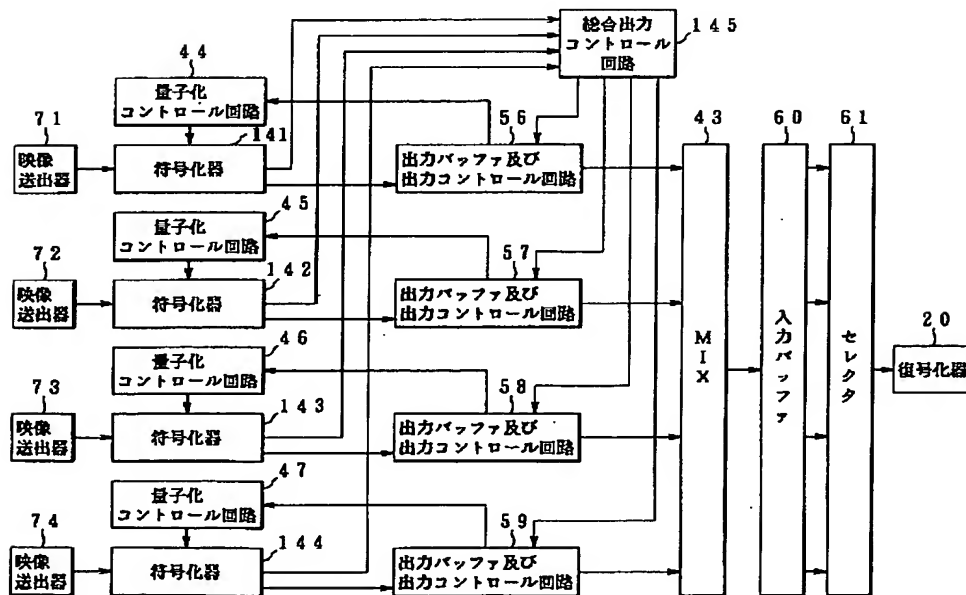 総合出力
コントロール
回路
145
44
量子化
コントロール回路
71
映像
送出器
141
符号化器
56
出力バッファ及び
出力コントロール回路
43
MIX
60
入力バッファ
61
セレクタ
45
量子化
コントロール回路
72
映像
送出器
142
符号化器
57
出力バッファ及び
出力コントロール回路
20
復号化器
46
量子化
コントロール回路
73
映像
送出器
143
符号化器
58
出力バッファ及び
出力コントロール回路
47
量子化
コントロール回路
74
映像
送出器
144
符号化器
59
出力バッファ及び
出力コントロール回路